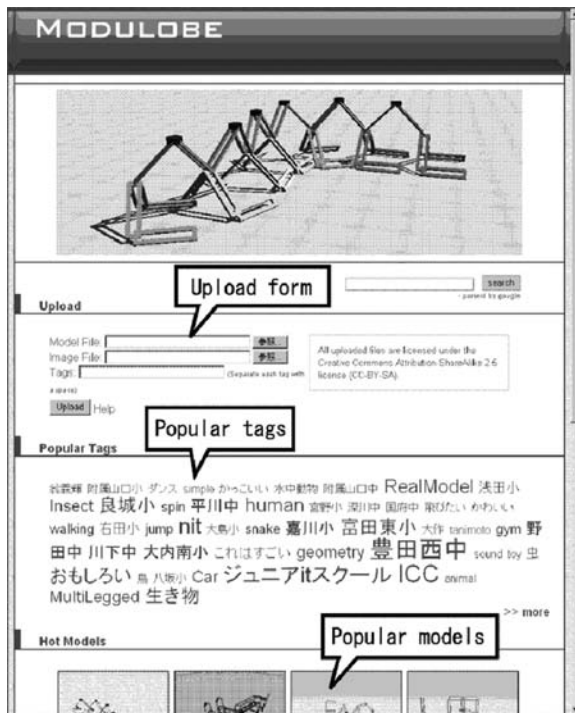 MODULOBE
Upload form
search
Upload
Model File:
参照...
Image File:
参照...
Tags:
(Separate each tag with a space)
All uploaded files are licensed under the
Creative Commons Attribution ShareAlike 2.6
license (CC-BY-SA).
Upload Help
Popular tags
Popular Tags
附属山口小 ダンス simple かっこいい 水中動物 附属山口中 RealModel 浅田小
Insect 良城小 spin 平川中 human 宮野小 深川中 国府中 飛びたい かわいい
walking 右田小 jump nit 大島小 snake 嘉川小 富田東小 大作 tanimoto gym 野
田中 川下中 大内南小 これはすごい geometry 豊田西中 sound toy 虫
おもしろい 鳥 八坂小 Car ジュニアitスクール ICC animal
MultiLegged 生き物
>> more
Popular models
Hot Models